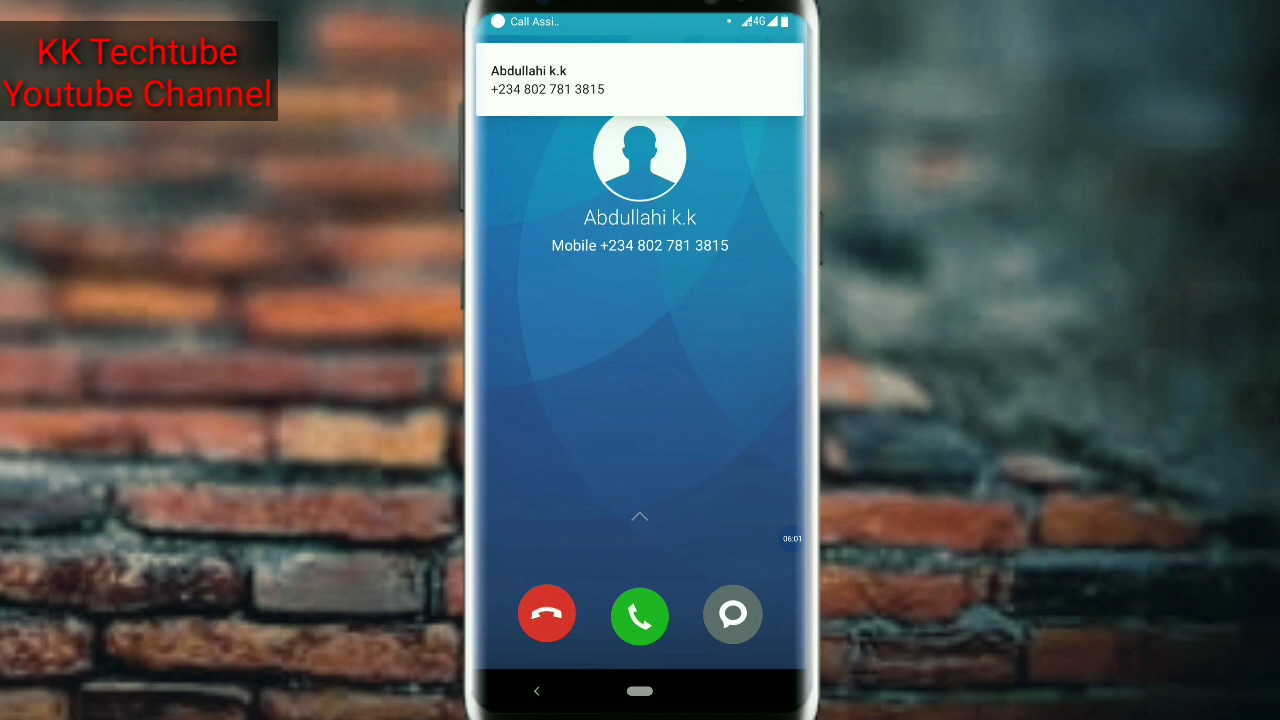 KK Techtube
Youtube Channel
Call Assi..
4G
Abdullahi k.k
+234 802 781 3815
Abdullahi k.k
Mobile +234 802 781 3815
06:01